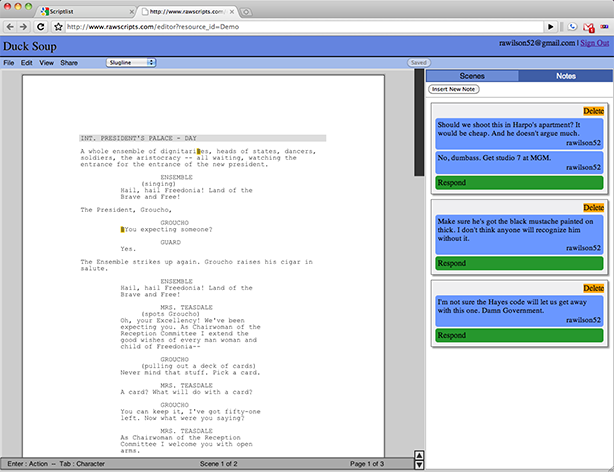 Scriptlist
http://www.rawscripts.com/
http://www.rawscripts.com/editor?resource_id=Demo
Duck Soup
rawilson52@gmail.com | Sign Out
File Edit View Share
Slugline
Saved
Scenes Notes
Insert New Note
INT. PRESIDENT'S PALACE - DAY
A whole ensemble of dignitaries, heads of states, dancers,
soldiers, the aristocracy -- all waiting, watching the
entrance for the entrance of the new president.
ENSEMBLE
(singing)
Hail, hail Freedonia! Land of the
Brave and Free!
The President, Groucho,
GROUCHO
You expecting someone?
GUARD
Yes.
The Ensemble strikes up again. Groucho raises his cigar in
salute.
ENSEMBLE
Hail, hail Freedonia! Land of the
Brave and Free!
MRS. TEASDALE
(spots Groucho)
Oh, your Excellency! We've been
expecting you. As Chairwoman of the
Reception Committee I extend the
good wishes of every man woman and
child of Freedonia--
GROUCHO
(pulling out a deck of cards)
Never mind that stuff. Pick a card.
MRS. TEASDALE
A card? What will do with a card?
GROUCHO
You can keep it, I've got fifty-one
left. Now what were you saying?
MRS. TEASDALE
As Chairwoman of the Reception
Committee I welcome you with open
arms.
Delete
Should we shoot this in Harpo's apartment? It
would be cheap. And he doesn't argue much.
rawilson52
No, dumbass. Get studio 7 at MGM.
rawilson52
Respond
Delete
Make sure he's got the black mustache painted on
thick. I don't think anyone will recognize him
without it.
rawilson52
Respond
Delete
I'm not sure the Hayes code will let us get away
with this one. Damn Government.
rawilson52
Respond
Enter : Action -- Tab : Character
Scene 1 of 2
Page 1 of 3